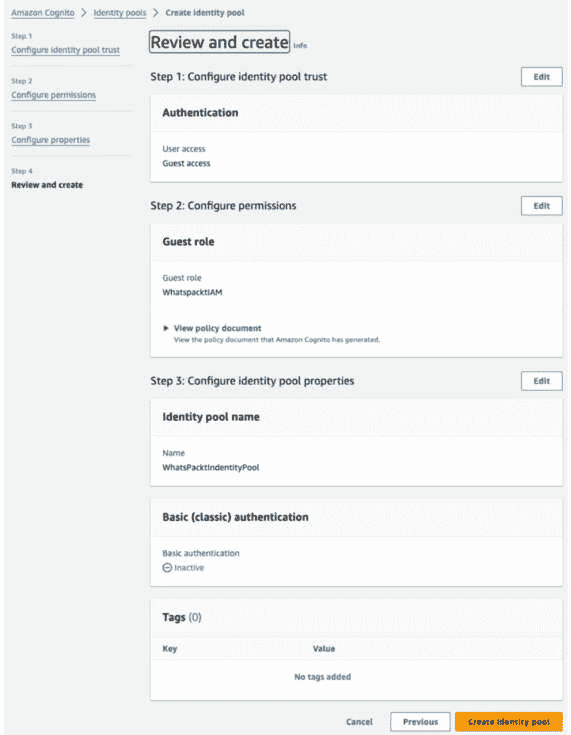 Amazon Cognito > Identity pools > Create identity pool
Step 1
Configure identity pool trust
Step 2
Configure permissions
Step 3
Configure properties
Step 4
Review and create
Review and create Info
Step 1: Configure identity pool trust
Edit
Authentication
User access
Guest access
Step 2: Configure permissions
Edit
Guest role
Guest role
WhatspacktIAM
View policy document
View the policy document that Amazon Cognito has generated.
Step 3: Configure identity pool properties
Edit
Identity pool name
Name
WhatsPacktIndentityPool
Basic (classic) authentication
Basic authentication
Inactive
Tags (0)
Key Value
No tags added
Cancel Previous Create identity pool